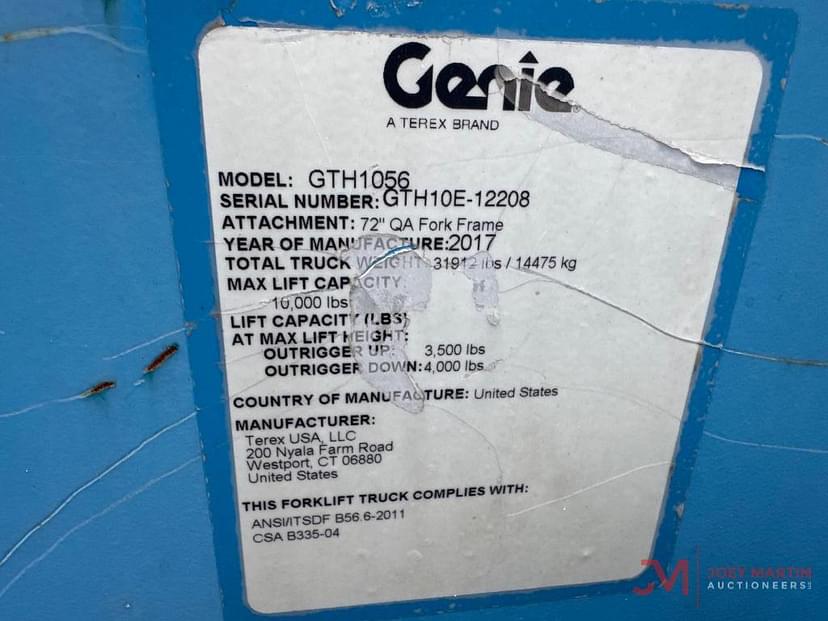 Genie
A TEREX BRAND
MODEL: GTH1056
SERIAL NUMBER: GTH10E-12208
ATTACHMENT: 72" QA Fork Frame
YEAR OF MANUFACTURE: 2017
TOTAL TRUCK WEIGHT 31912 lbs / 14475 kg
MAX LIFT CAPACITY
10,000 lbs
LIFT CAPACITY (LBS)
AT MAX LIFT HEIGHT:
OUTRIGGER UP: 3,500 lbs
OUTRIGGER DOWN: 4,000 lbs
COUNTRY OF MANUFACTURE: United States
MANUFACTURER:
Terex USA, LLC
200 Nyala Farm Road
Westport, CT 06880
United States
THIS FORKLIFT TRUCK COMPLIES WITH:
ANSI/ITSDF B56.6-2011
CSA B335-04
JM JOEY MARTIN
AUCTIONEERS